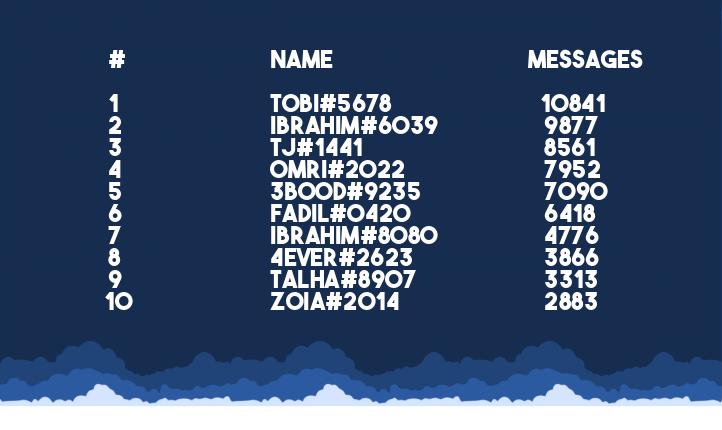 # NAME MESSAGES
1 TOBI#5678 10841
2 IBRAHIM#6039 9877
3 TJ#1441 8561
4 OMRI#2022 7952
5 3BOOD#9235 7090
6 FADIL#0420 6418
7 IBRAHIM#8080 4776
8 4EVER#2623 3866
9 TALHA#8907 3313
10 ZOIA#2014 2883